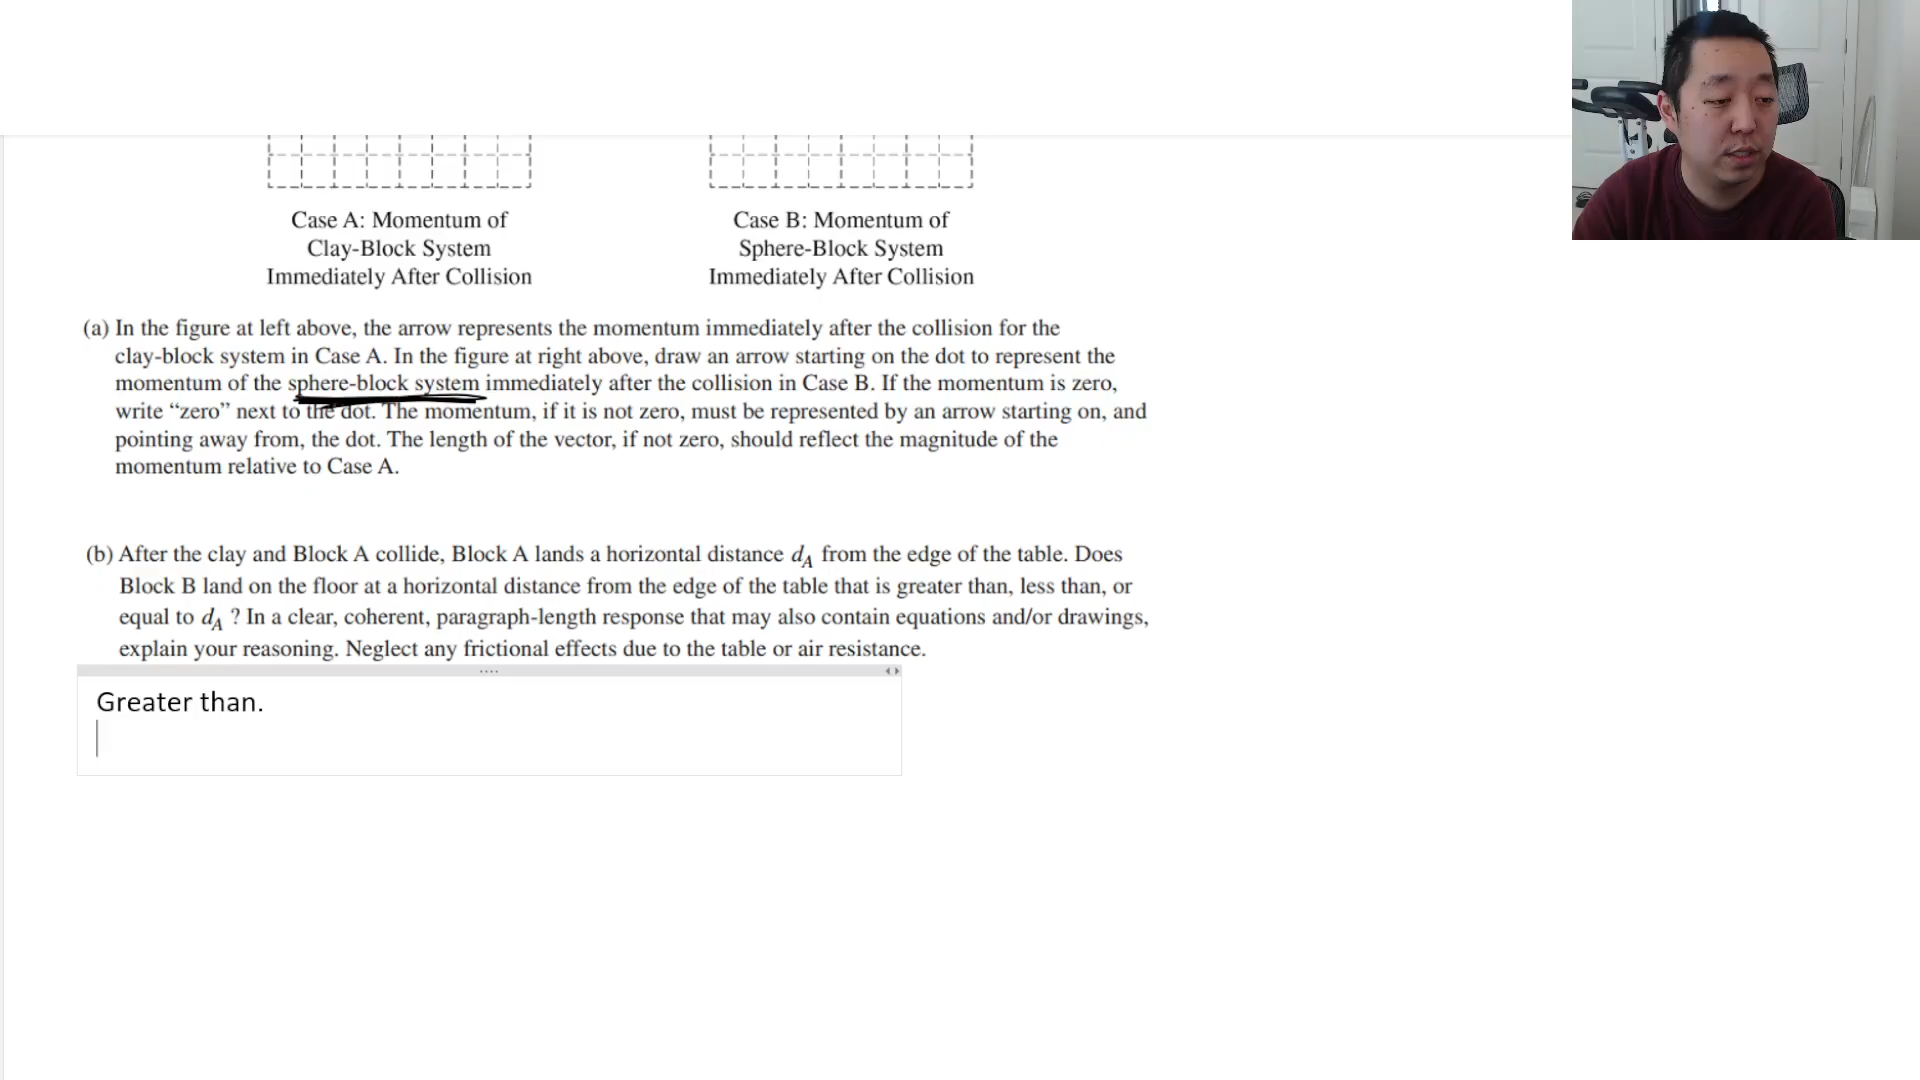 Case A: Momentum of
Clay-Block System
Immediately After Collision
Case B: Momentum of
Sphere-Block System
Immediately After Collision
(a) In the figure at left above, the arrow represents the momentum immediately after the collision for the
clay-block system in Case A. In the figure at right above, draw an arrow starting on the dot to represent the
momentum of the sphere-block system immediately after the collision in Case B. If the momentum is zero,
write “zero” next to the dot. The momentum, if it is not zero, must be represented by an arrow starting on, and
pointing away from, the dot. The length of the vector, if not zero, should reflect the magnitude of the
momentum relative to Case A.
(b) After the clay and Block A collide, Block A lands a horizontal distance dA from the edge of the table. Does
Block B land on the floor at a horizontal distance from the edge of the table that is greater than, less than, or
equal to dA ? In a clear, coherent, paragraph-length response that may also contain equations and/or drawings,
explain your reasoning. Neglect any frictional effects due to the table or air resistance.
Greater than.